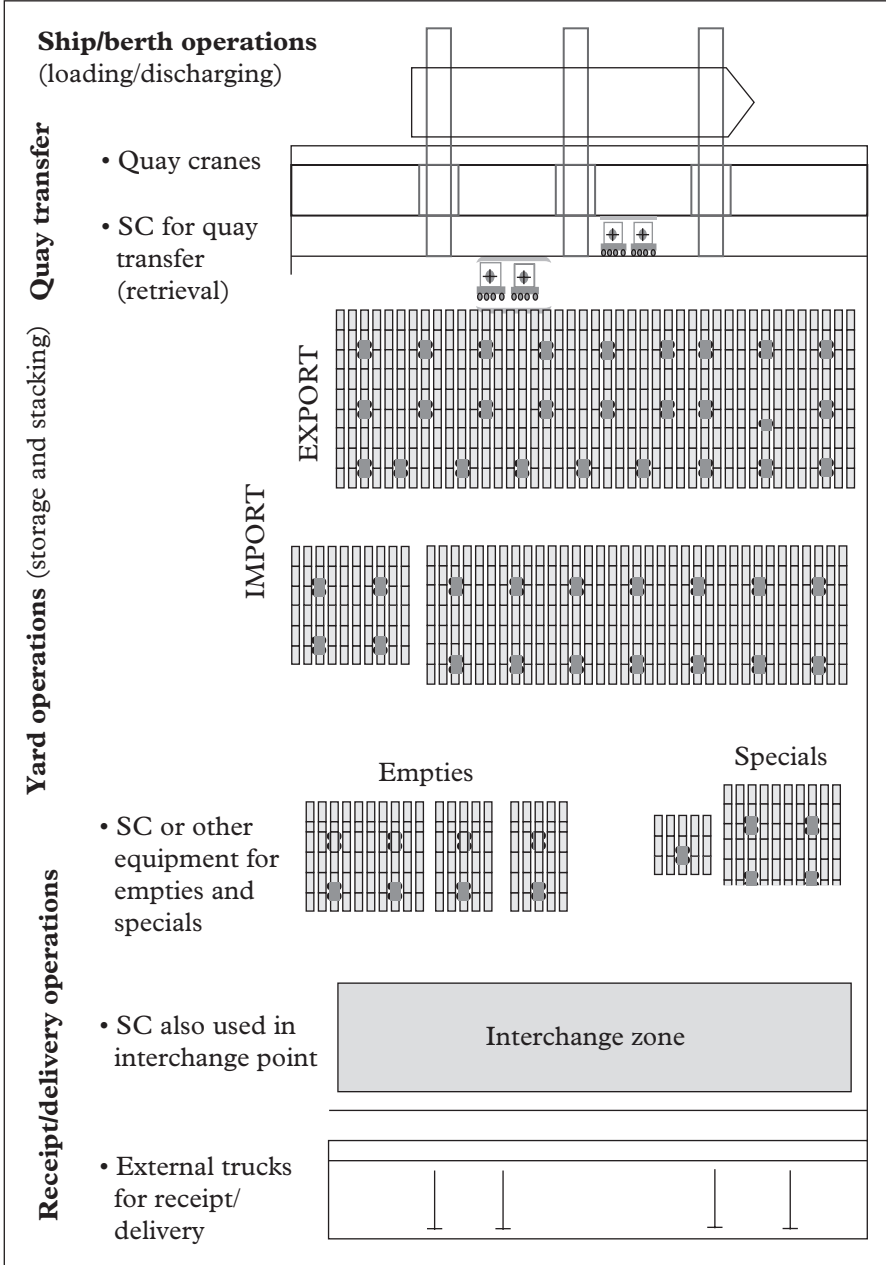 Ship/berth operations
(loading/discharging)
Quay transfer
• Quay cranes
• SC for quay
transfer
(retrieval)
Yard operations (storage and stacking)
EXPORT
IMPORT
Empties
Specials
• SC or other
equipment for
empties and
specials
Receipt/delivery operations
• SC also used in
interchange point
Interchange zone
• External trucks
for receipt/
delivery